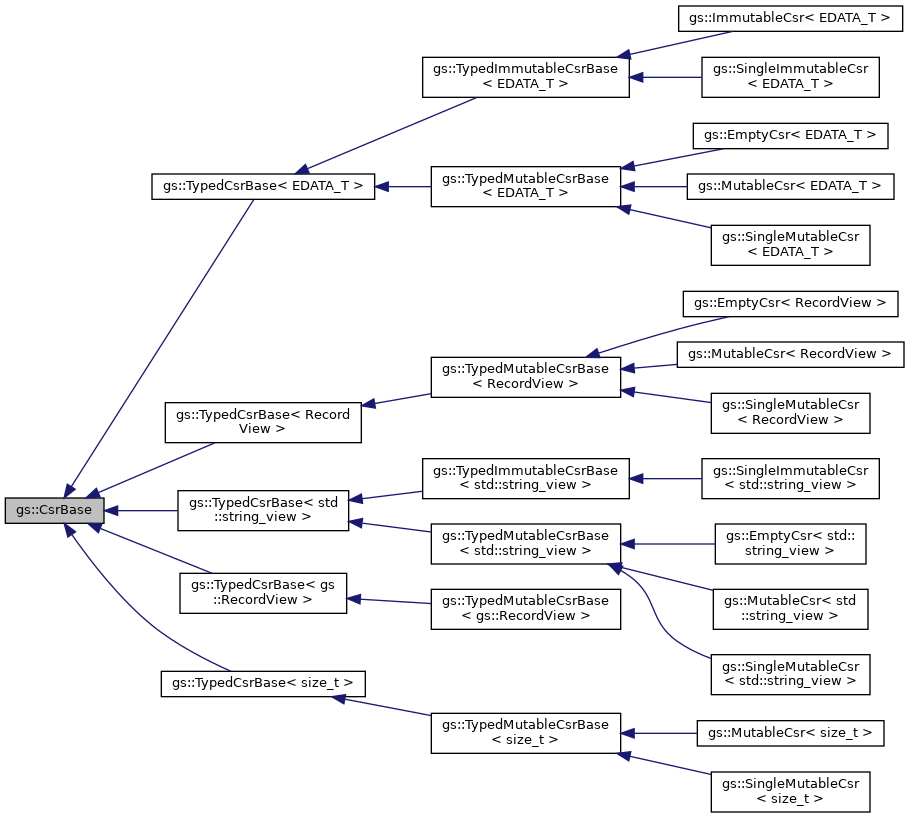 gs::ImmutableCsr< EDATA_T >
gs::TypedImmutableCsrBase
< EDATA_T >
gs::SingleImmutableCsr
< EDATA_T >
gs::EmptyCsr< EDATA_T >
gs::TypedCsrBase< EDATA_T >
gs::TypedMutableCsrBase
< EDATA_T >
gs::MutableCsr< EDATA_T >
gs::SingleMutableCsr
< EDATA_T >
gs::EmptyCsr< RecordView >
gs::TypedMutableCsrBase
< RecordView >
gs::MutableCsr< RecordView >
gs::SingleMutableCsr
< RecordView >
gs::TypedCsrBase< Record
View >
gs::TypedImmutableCsrBase
< std::string_view >
gs::SingleImmutableCsr
< std::string_view >
gs::CsrBase
gs::TypedCsrBase< std
::string_view >
gs::TypedMutableCsrBase
< std::string_view >
gs::EmptyCsr< std::
string_view >
gs::TypedCsrBase< gs
::RecordView >
gs::TypedMutableCsrBase
< gs::RecordView >
gs::MutableCsr< std
::string_view >
gs::SingleMutableCsr
< std::string_view >
gs::TypedCsrBase< size_t >
gs::TypedMutableCsrBase
< size_t >
gs::MutableCsr< size_t >
gs::SingleMutableCsr
< size_t >